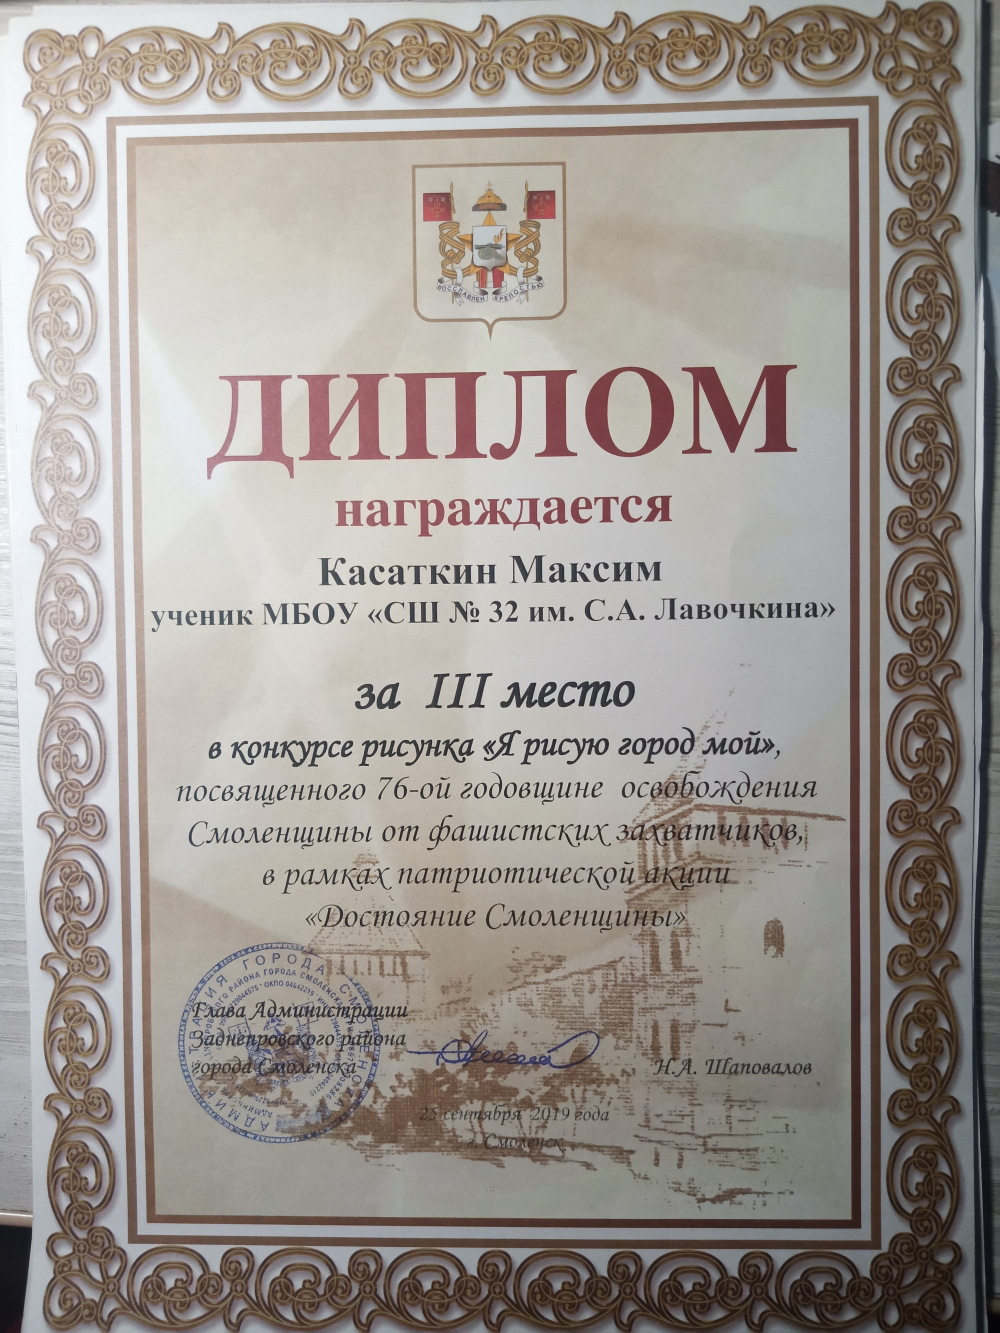 ВОССЛАВЛЕН КРЕПОСТЬЮ
ДИПЛОМ
награждается
Касаткин Максим
ученик МБОУ «СШ № 32 им. С.А. Лавочкина»
за III место
в конкурсе рисунка «Я рисую город мой»,
посвященного 76-ой годовщине освобождения
Смоленщины от фашистских захватчиков,
в рамках патриотической акции
«Достояние Смоленщины»
Глава Администрации
Заднепровского района
города Смоленска
Н.А. Шаповалов
25 сентября 2019 года
г. Смоленск